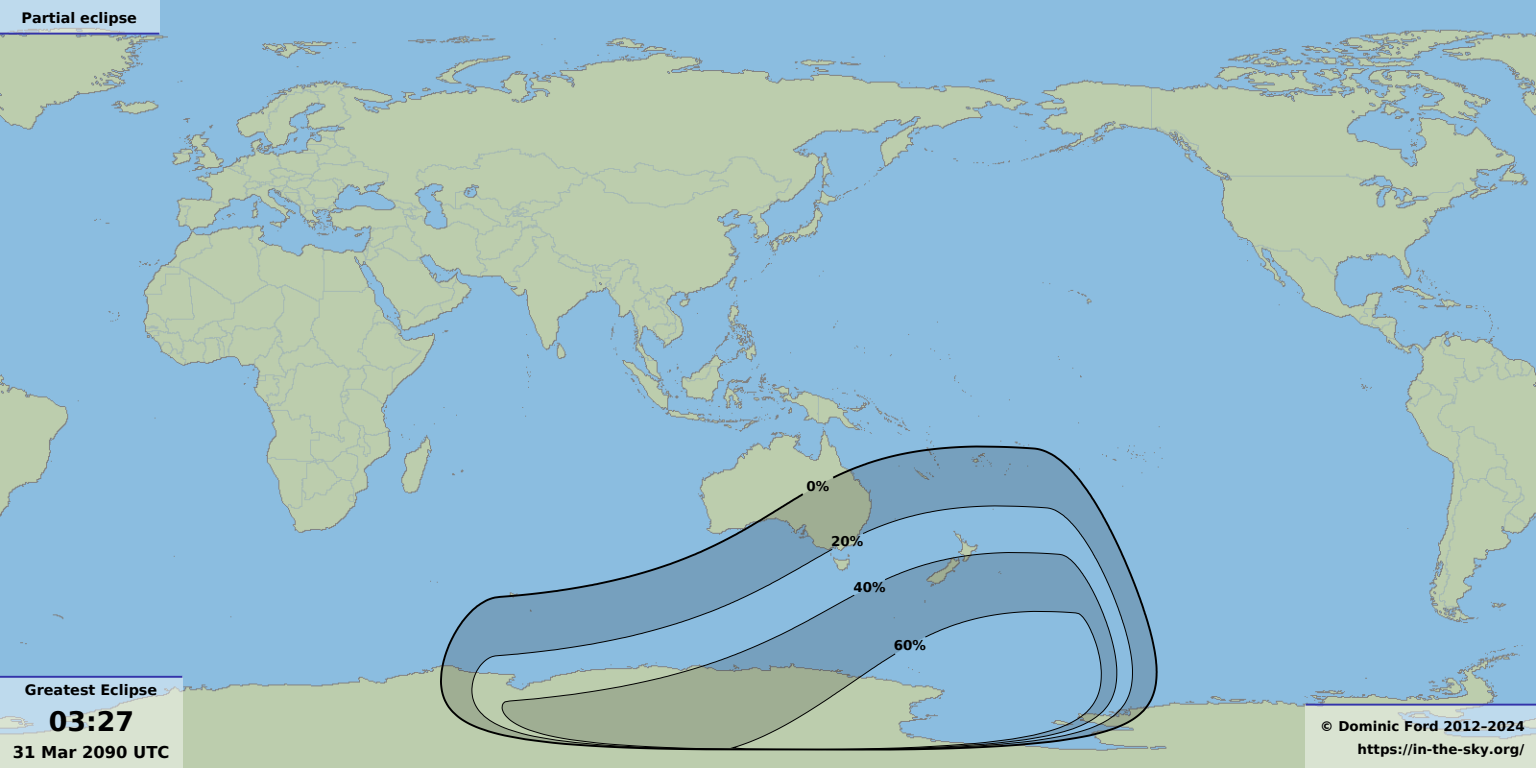 Partial eclipse
0%
20%
40%
60%
Greatest Eclipse
03:27
31 Mar 2090 UTC
© Dominic Ford 2012–2024
https://in-the-sky.org/